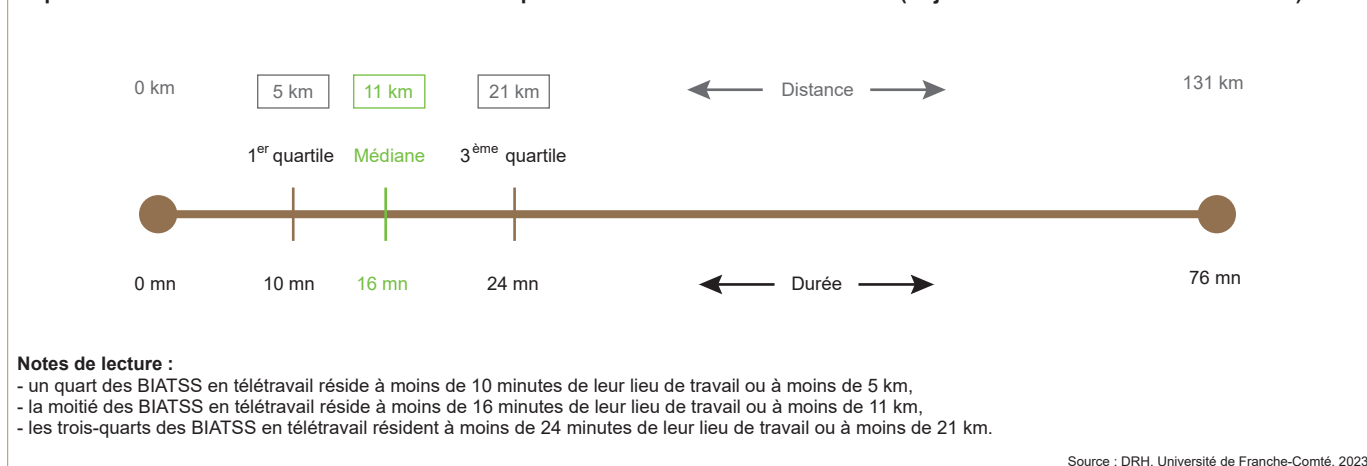 0 km
5 km
11 km
21 km
Distance
131 km
1er quartile
Médiane
3ème quartile
0 mn
10 mn
16 mn
24 mn
Durée
76 mn
Notes de lecture :
- un quart des BIATSS en télétravail réside à moins de 10 minutes de leur lieu de travail ou à moins de 5 km,
- la moitié des BIATSS en télétravail réside à moins de 16 minutes de leur lieu de travail ou à moins de 11 km,
- les trois-quarts des BIATSS en télétravail résident à moins de 24 minutes de leur lieu de travail ou à moins de 21 km.
Source : DRH, Université de Franche-Comté, 2023